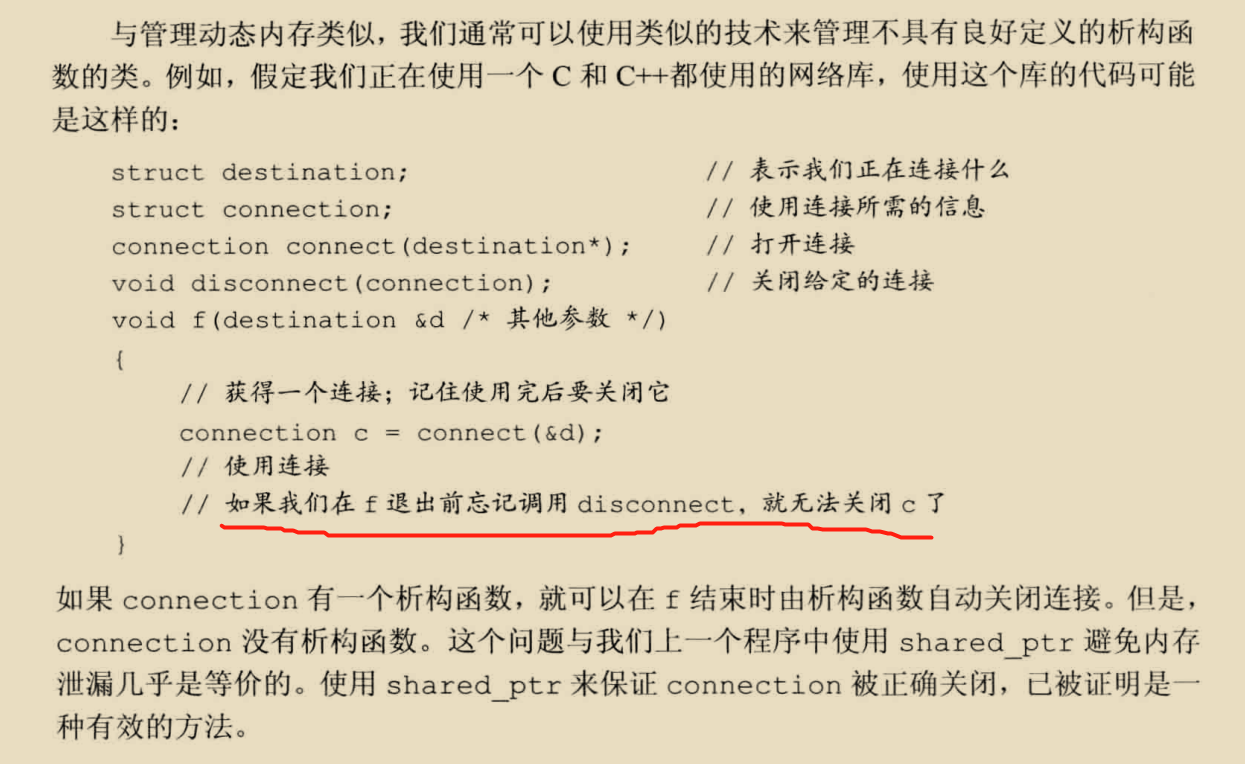 与管理动态内存类似，我们通常可以使用类似的技术来管理不具有良好定义的析构函
数的类。例如，假定我们正在使用一个 C 和 C++都使用的网络库，使用这个库的代码可能
是这样的：
struct destination; // 表示我们正在连接什么
struct connection; // 使用连接所需的信息
connection connect(destination*); // 打开连接
void disconnect(connection); // 关闭给定的连接
void f(destination &d /* 其他参数 */)
{
// 获得一个连接；记住使用完后要关闭它
connection c = connect(&d);
// 使用连接
// 如果我们在 f 退出前忘记调用 disconnect，就无法关闭 c 了
}
如果 connection 有一个析构函数，就可以在 f 结束时由析构函数自动关闭连接。但是，
connection 没有析构函数。这个问题与我们上一个程序中使用 shared_ptr 避免内存
泄漏几乎是等价的。使用 shared_ptr 来保证 connection 被正确关闭，已被证明是一
种有效的方法。